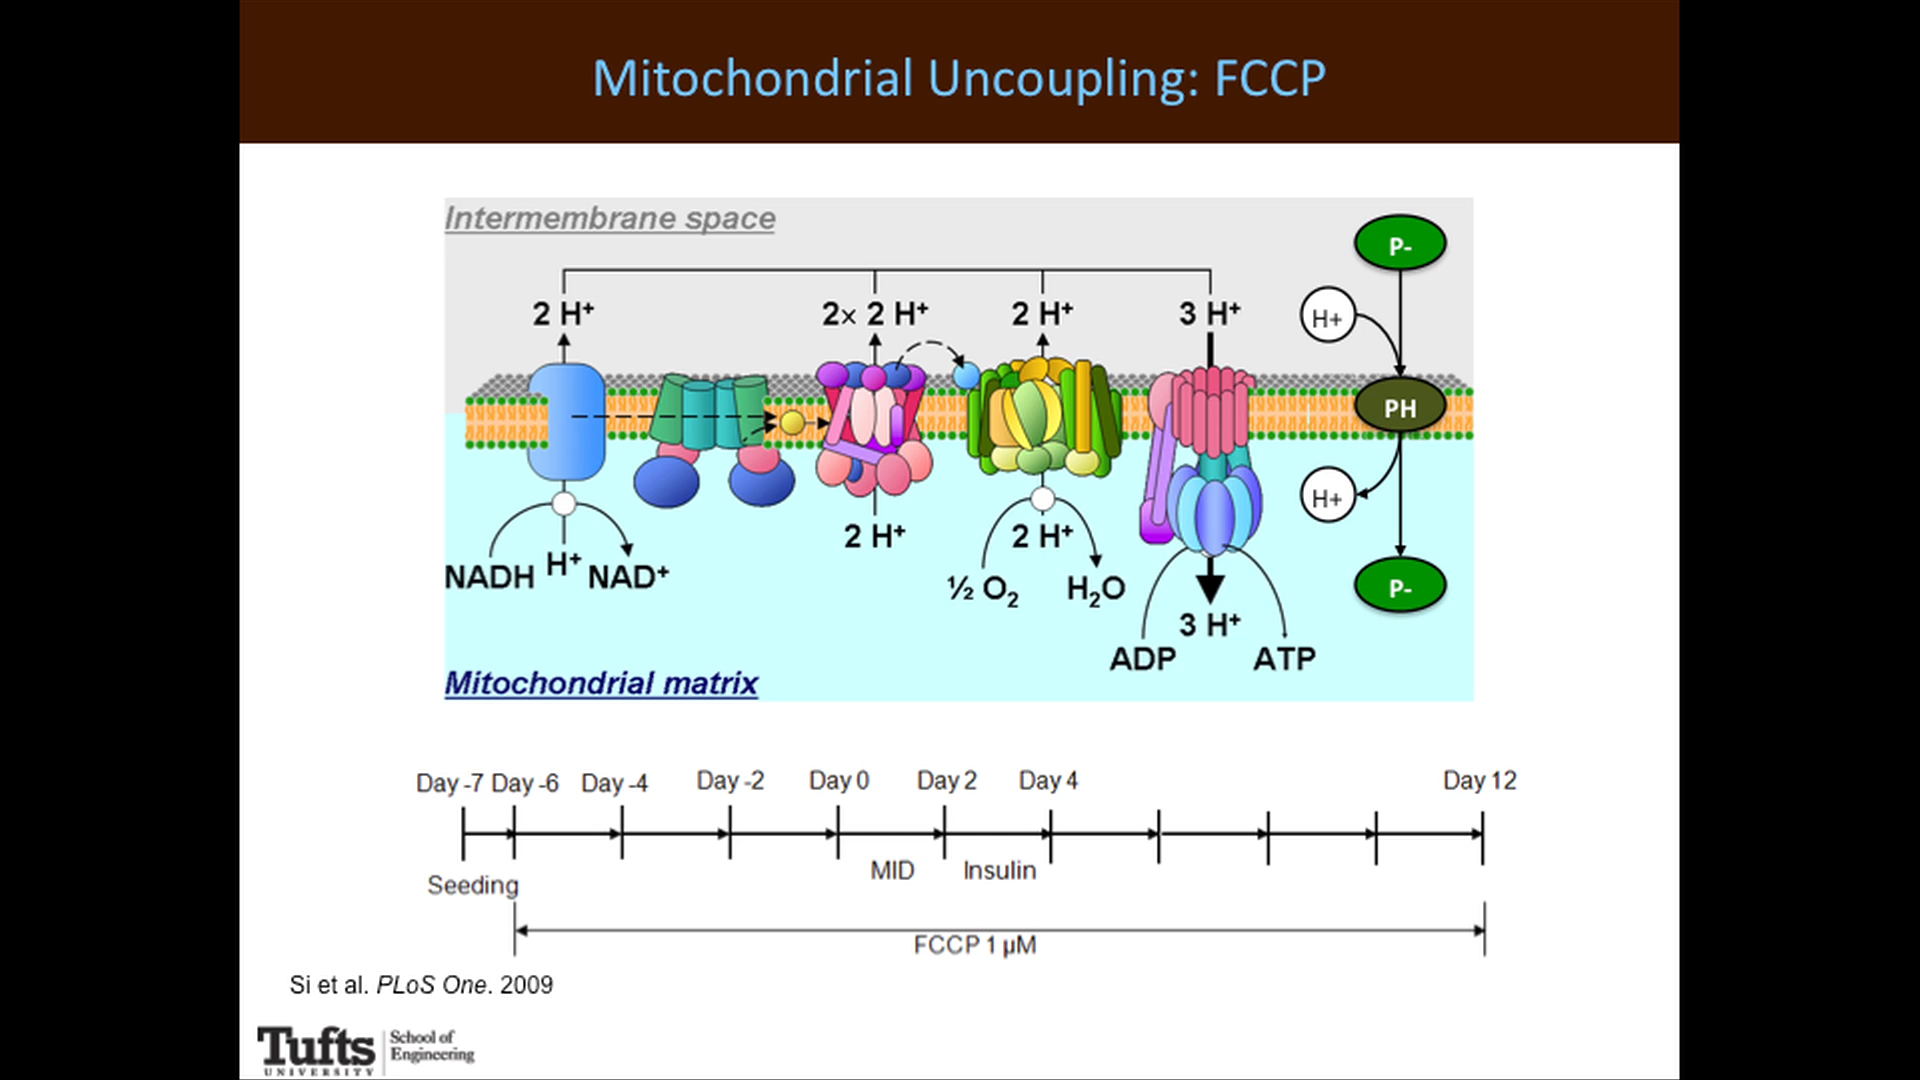 Mitochondrial Uncoupling: FCCP
Intermembrane space
P-
2 H⁺
2x 2 H⁺
2 H⁺
3 H⁺
H+
PH
H+
2 H⁺
2 H⁺
NADH H⁺ NAD⁺
½ O₂
H₂O
P-
3 H⁺
ADP
ATP
Mitochondrial matrix
Day -7 Day -6 Day -4 Day -2 Day 0 Day 2 Day 4 Day 12
MID
Insulin
Seeding
FCCP 1 µM
Si et al. PLoS One. 2009
Tufts
UNIVERSITY
School of
Engineering